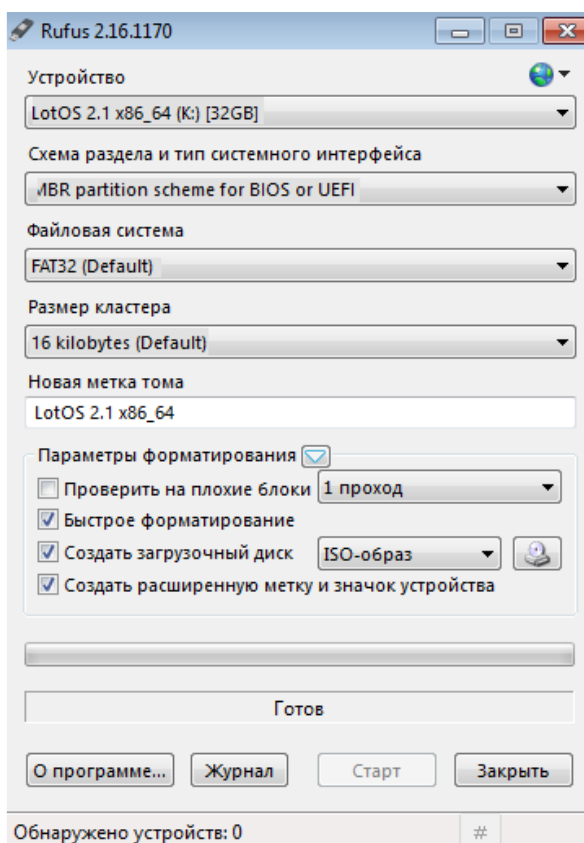 Rufus 2.16.1170
Устройство
LotOS 2.1 x86_64 (K:) [32GB]
Схема раздела и тип системного интерфейса
MBR partition scheme for BIOS or UEFI
Файловая система
FAT32 (Default)
Размер кластера
16 kilobytes (Default)
Новая метка тома
LotOS 2.1 x86_64
Параметры форматирования
Проверить на плохие блоки 1 проход
Быстрое форматирование
Создать загрузочный диск ISO-образ
Создать расширенную метку и значок устройства
Готов
О программе... Журнал Старт Закрыть
Обнаружено устройств: 0 #